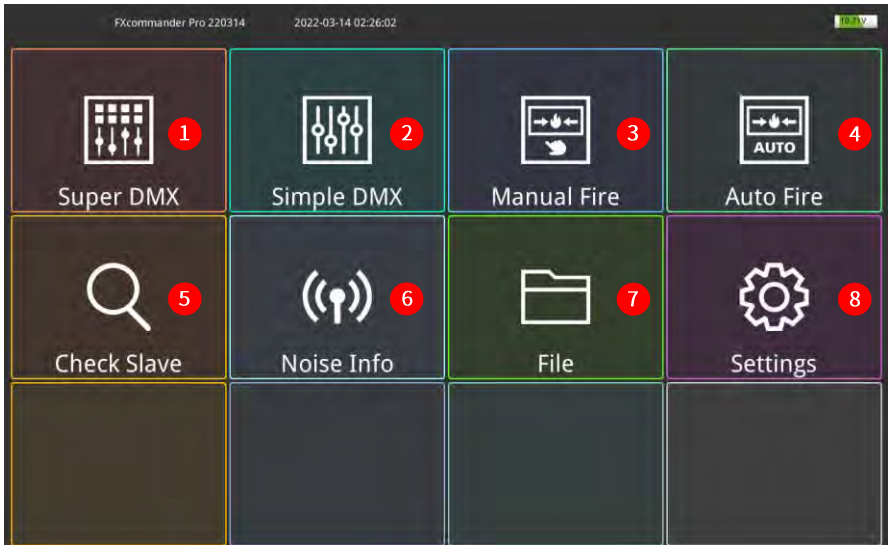 FXcommander Pro 220314 2022-03-14 02:26:02 10.71V
1 2 3 4
AUTO
Super DMX Simple DMX Manual Fire Auto Fire
5 6 7 8
Check Slave Noise Info File Settings